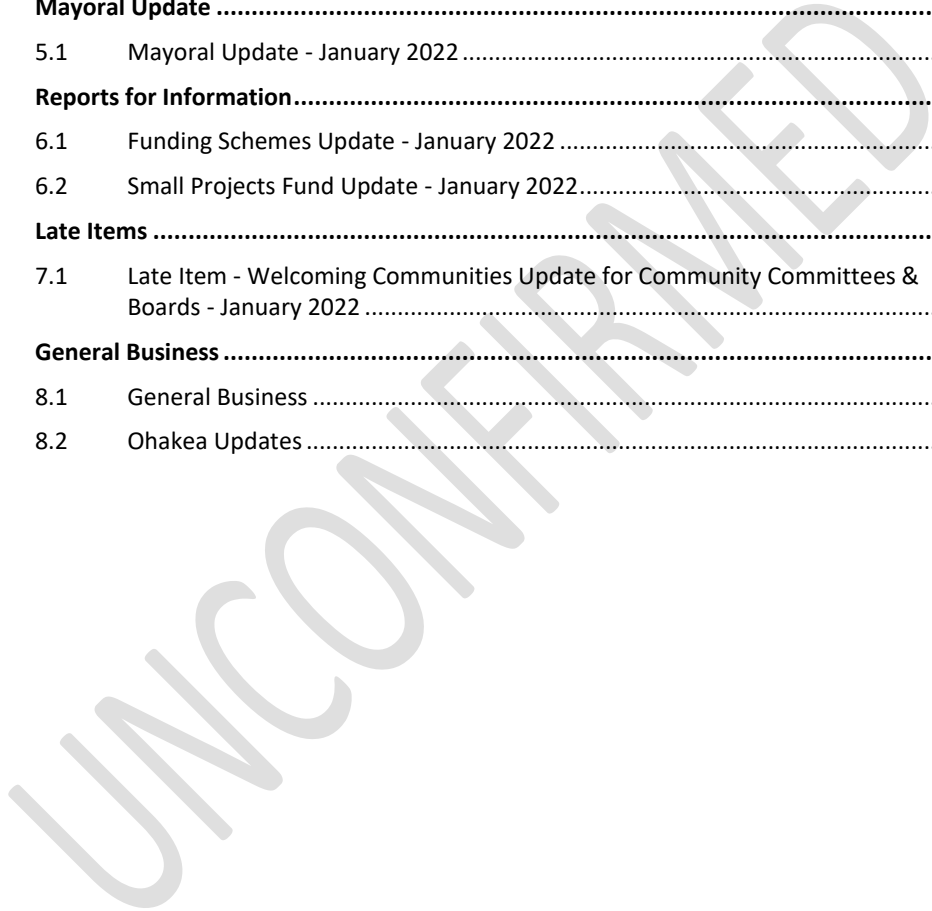 Mayoral Update ................................................................................
5.1 Mayoral Update - January 2022 ................................................................................
Reports for Information ................................................................................
6.1 Funding Schemes Update - January 2022 ................................................................................
6.2 Small Projects Fund Update - January 2022 ................................................................................
Late Items ................................................................................
7.1 Late Item - Welcoming Communities Update for Community Committees &
Boards - January 2022 ................................................................................
General Business ................................................................................
8.1 General Business ................................................................................
8.2 Ohakea Updates ................................................................................
UNCONFIRMED